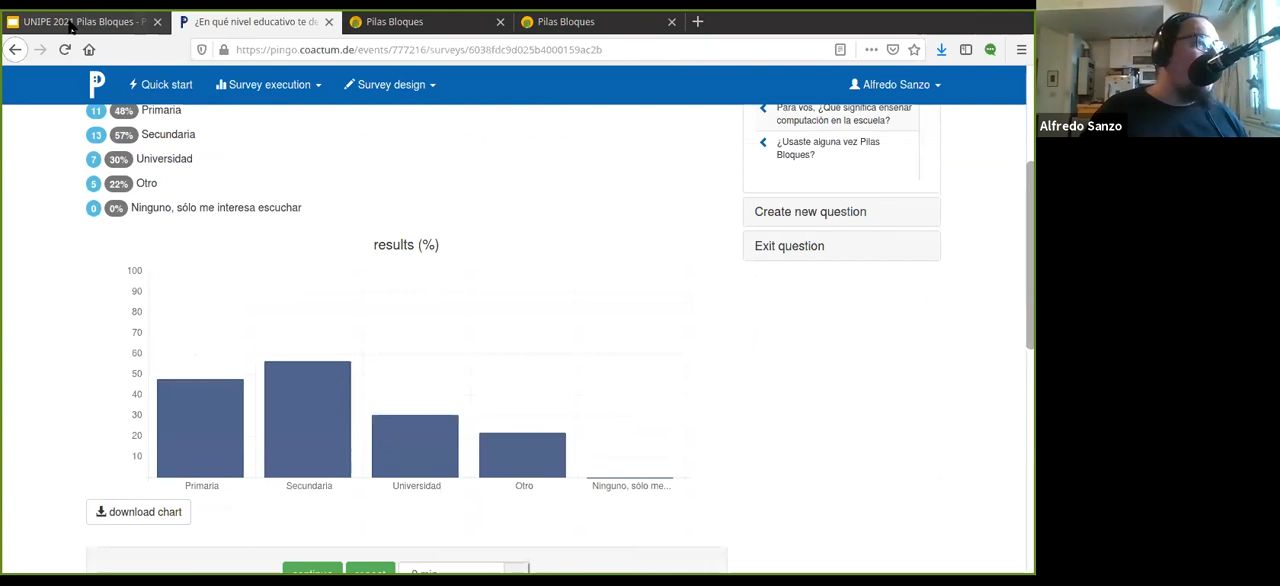 UNIPE 2021 Pilas Bloques - P
¿En qué nivel educativo te de
Pilas Bloques
Pilas Bloques
https://pingo.coactum.de/events/777216/surveys/6038fdc9d025b4000159ac2b
Quick start
Survey execution
Survey design
Alfredo Sanzo
11 48% Primaria
13 57% Secundaria
7 30% Universidad
5 22% Otro
0 0% Ninguno, sólo me interesa escuchar
Para vos, ¿Qué significa enseñar
computación en la escuela?
¿Usaste alguna vez Pilas
Bloques?
Create new question
Exit question
results (%)
100
90
80
70
60
50
40
30
20
10
Primaria
Secundaria
Universidad
Otro
Ninguno, sólo me...
download chart
continue
Alfredo Sanzo